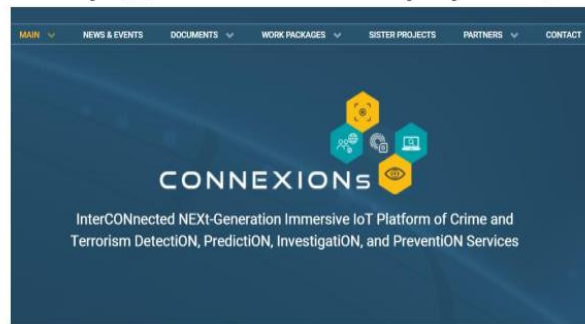 MAIN NEWS & EVENTS DOCUMENTS WORK PACKAGES SISTER PROJECTS PARTNERS CONTACT
CONNEXIONs
InterCONnected NEXt-Generation Immersive IoT Platform of Crime and
Terrorism DetectiON, PredictiON, InvestigatiON, and PreventiON Services